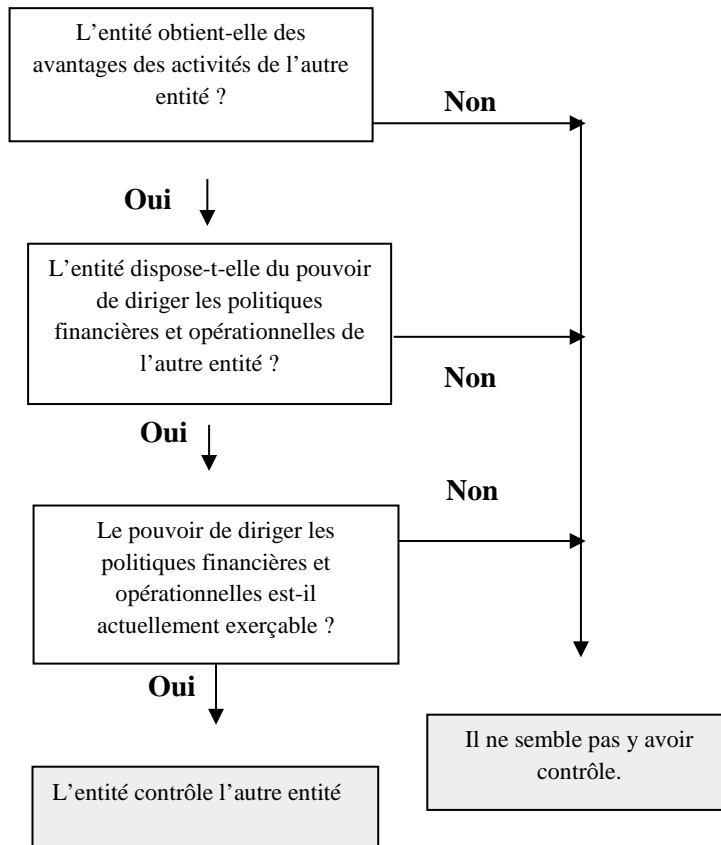 L’entité obtient-elle des
avantages des activités de l’autre
entité ?
Non
Oui
L’entité dispose-t-elle du pouvoir
de diriger les politiques
financières et opérationnelles de
l’autre entité ?
Non
Oui
Non
Le pouvoir de diriger les
politiques financières et
opérationnelles est-il
actuellement exerçable ?
Oui
Il ne semble pas y avoir
contrôle.
L’entité contrôle l’autre entité